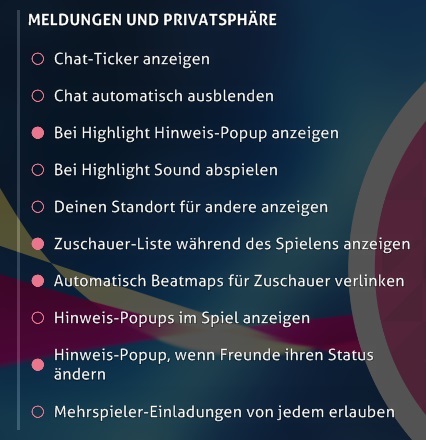 MELDUNGEN UND PRIVATSPHÄRE
Chat-Ticker anzeigen
Chat automatisch ausblenden
Bei Highlight Hinweis-Popup anzeigen
Bei Highlight Sound abspielen
Deinen Standort für andere anzeigen
Zuschauer-Liste während des Spielens anzeigen
Automatisch Beatmaps für Zuschauer verlinken
Hinweis-Popups im Spiel anzeigen
Hinweis-Popup, wenn Freunde ihren Status
ändern
Mehrspieler-Einladungen von jedem erlauben